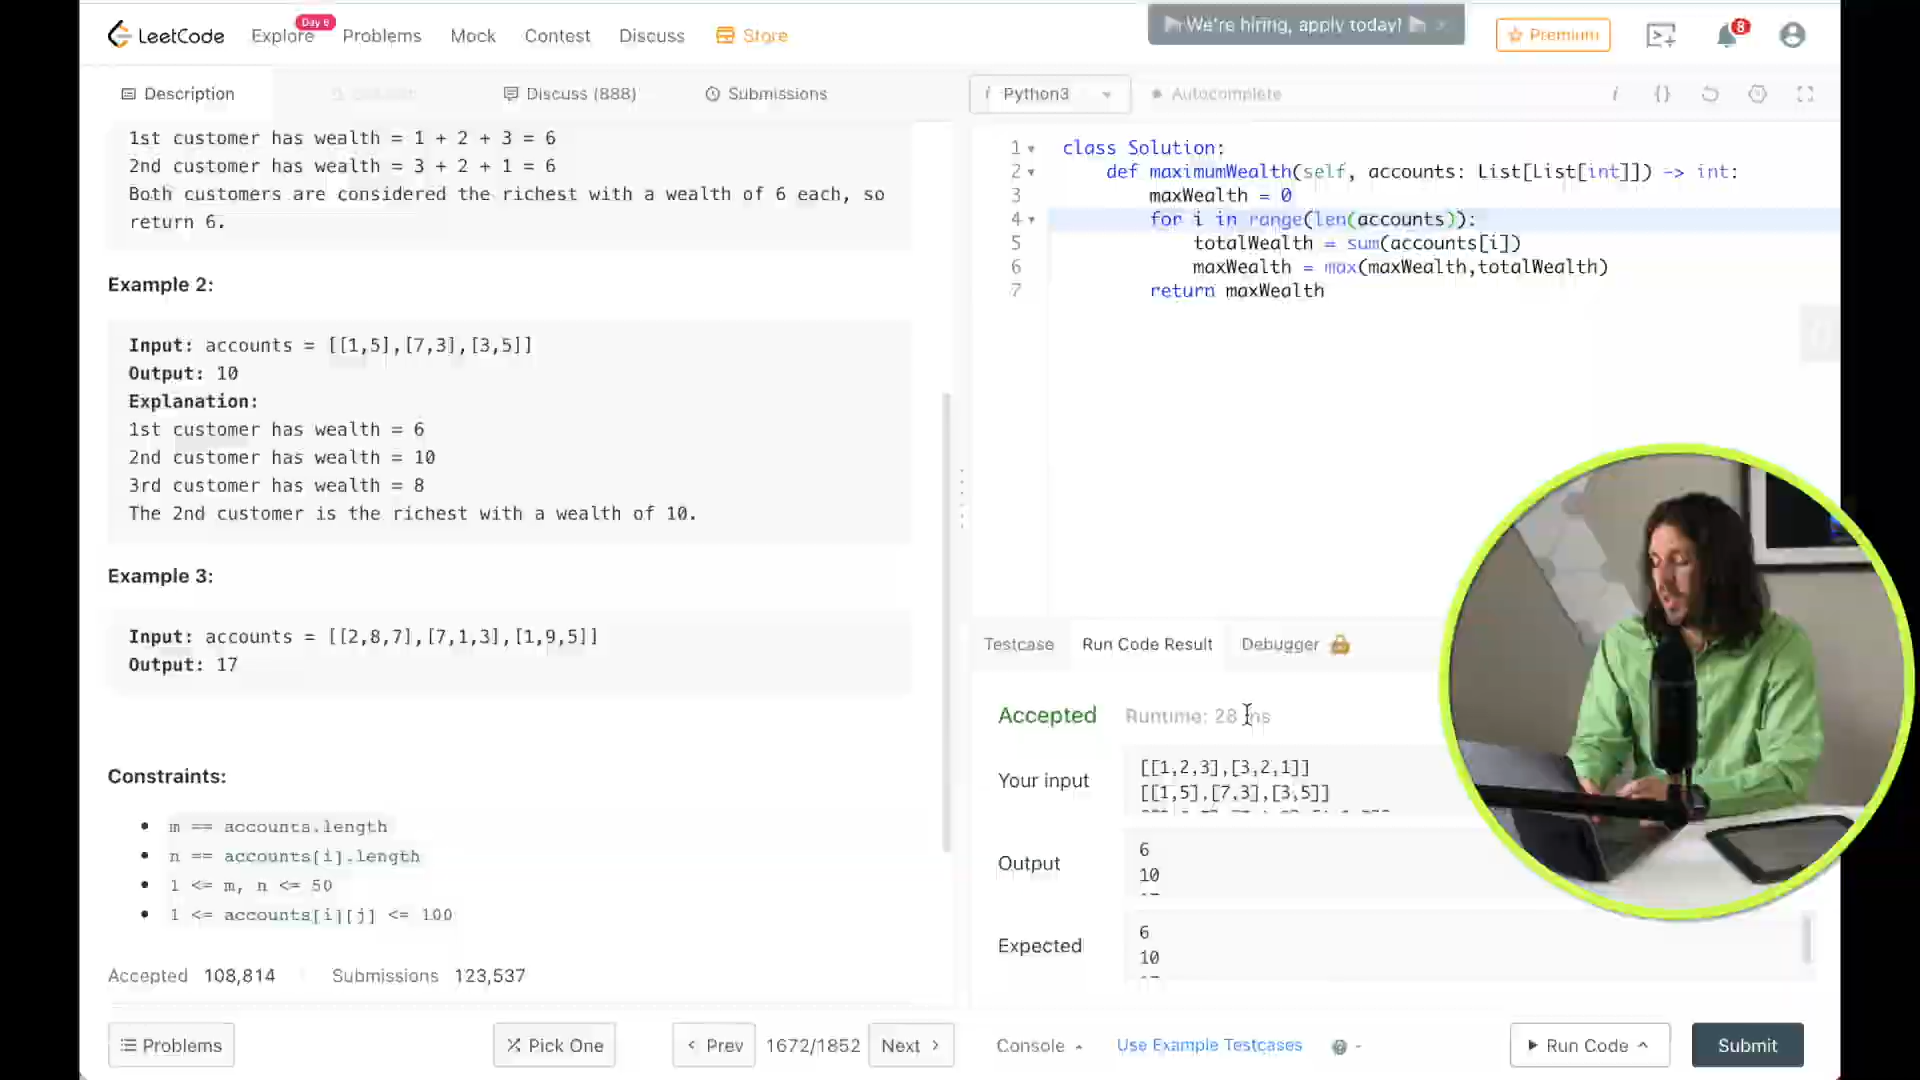 LeetCode
Explore
Day 6
Problems
Mock
Contest
Discuss
Store
We're hiring, apply today!
Premium
8
Description
Discuss (888)
Submissions
1st customer has wealth = 1 + 2 + 3 = 6
2nd customer has wealth = 3 + 2 + 1 = 6
Both customers are considered the richest with a wealth of 6 each, so
return 6.
Example 2:
Input: accounts = [[1,5],[7,3],[3,5]]
Output: 10
Explanation:
1st customer has wealth = 6
2nd customer has wealth = 10
3rd customer has wealth = 8
The 2nd customer is the richest with a wealth of 10.
Example 3:
Input: accounts = [[2,8,7],[7,1,3],[1,9,5]]
Output: 17
Constraints:
m == accounts.length
n == accounts[i].length
1 <= m, n <= 50
1 <= accounts[i][j] <= 100
Accepted 108,814 Submissions 123,537
Problems
Pick One
< Prev
1672/1852
Next >
i Python3
Autocomplete
i {}
1 class Solution:
2 def maximumWealth(self, accounts: List[List[int]]) -> int:
3 maxWealth = 0
4 for i in range(len(accounts)):
5 totalWealth = sum(accounts[i])
6 maxWealth = max(maxWealth,totalWealth)
7 return maxWealth
Testcase
Run Code Result
Debugger
Accepted Runtime: 28 ms
Your input
[[1,2,3],[3,2,1]]
[[1,5],[7,3],[3,5]]
Output
6
10
Expected
6
10
Console
Use Example Testcases
Run Code
Submit